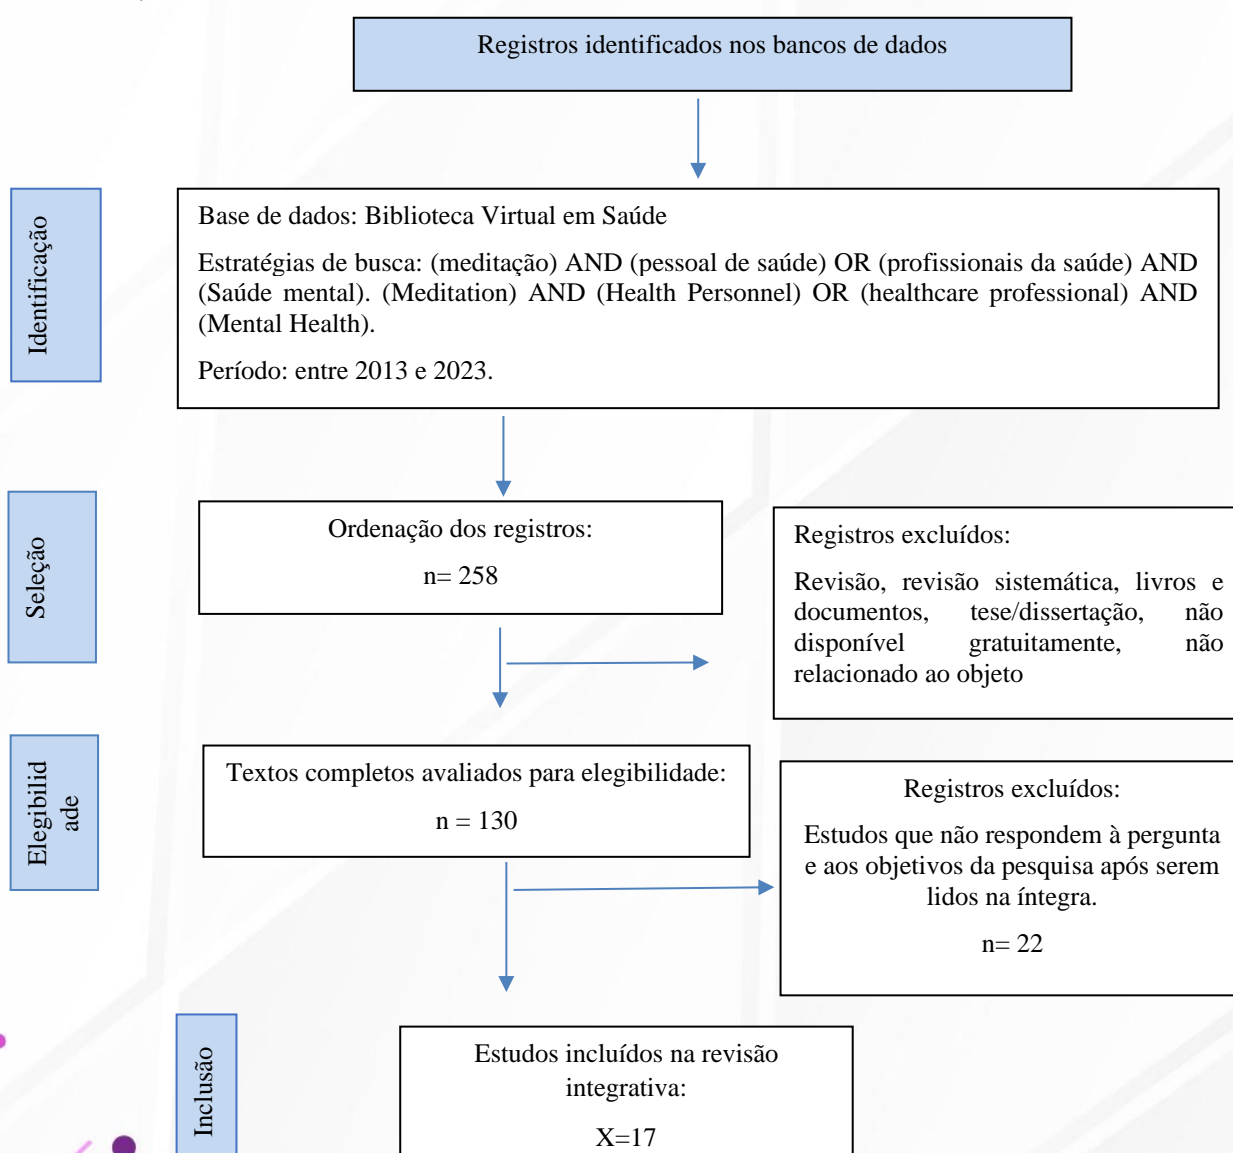 Registros identificados nos bancos de dados
Identificação
Base de dados: Biblioteca Virtual em Saúde
Estratégias de busca: (meditação) AND (pessoal de saúde) OR (profissionais da saúde) AND
(Saúde mental). (Meditation) AND (Health Personnel) OR (healthcare professional) AND
(Mental Health).
Período: entre 2013 e 2023.
Seleção
Ordenação dos registros:
n= 258
Registros excluídos:
Revisão, revisão sistemática, livros e
documentos, tese/dissertação, não
disponível gratuitamente, não
relacionado ao objeto
Elegibilid
ade
Textos completos avaliados para elegibilidade:
n = 130
Registros excluídos:
Estudos que não respondem à pergunta
e aos objetivos da pesquisa após serem
lidos na íntegra.
n= 22
Inclusão
Estudos incluídos na revisão
integrativa:
X=17